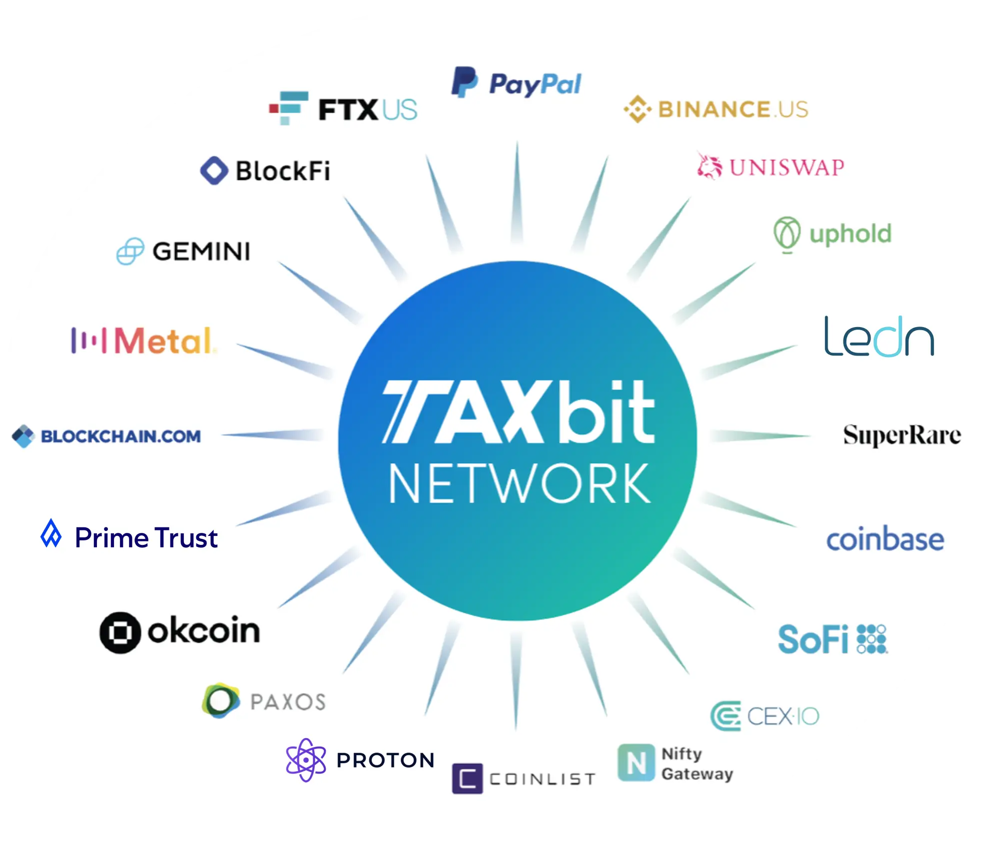 PayPal
FTX US
BINANCE.US
BlockFi
UNISWAP
GEMINI
uphold
Metal
Ledn
TAXbit
NETWORK
BLOCKCHAIN.COM
SuperRare
Prime Trust
coinbase
okcoin
SoFi
PAXOS
CEX.IO
PROTON
COINLIST
Nifty
Gateway